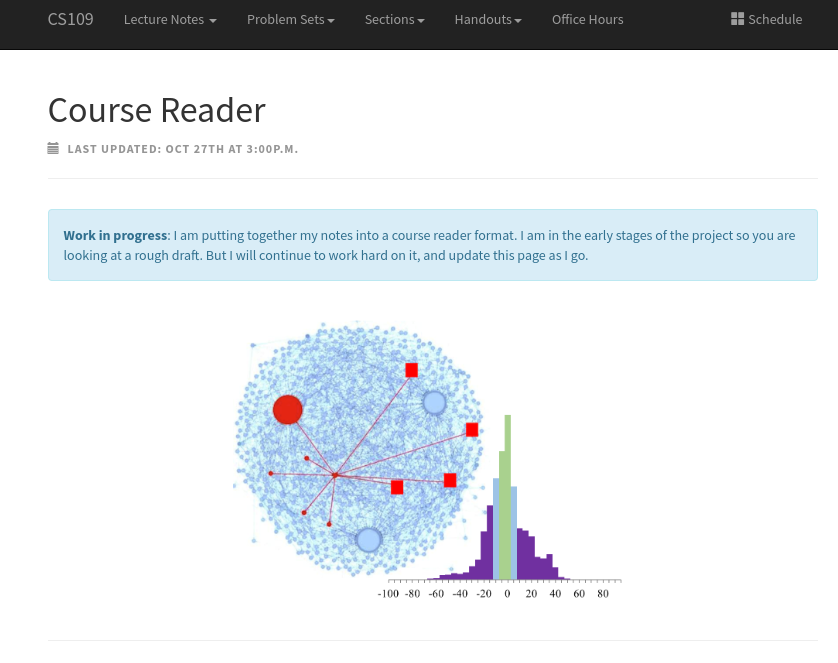 CS109 Lecture Notes Problem Sets Sections Handouts Office Hours Schedule
Course Reader
LAST UPDATED: OCT 27TH AT 3:00P.M.
Work in progress: I am putting together my notes into a course reader format. I am in the early stages of the project so you are
looking at a rough draft. But I will continue to work hard on it, and update this page as I go.
-100 -80 -60 -40 -20 0 20 40 60 80